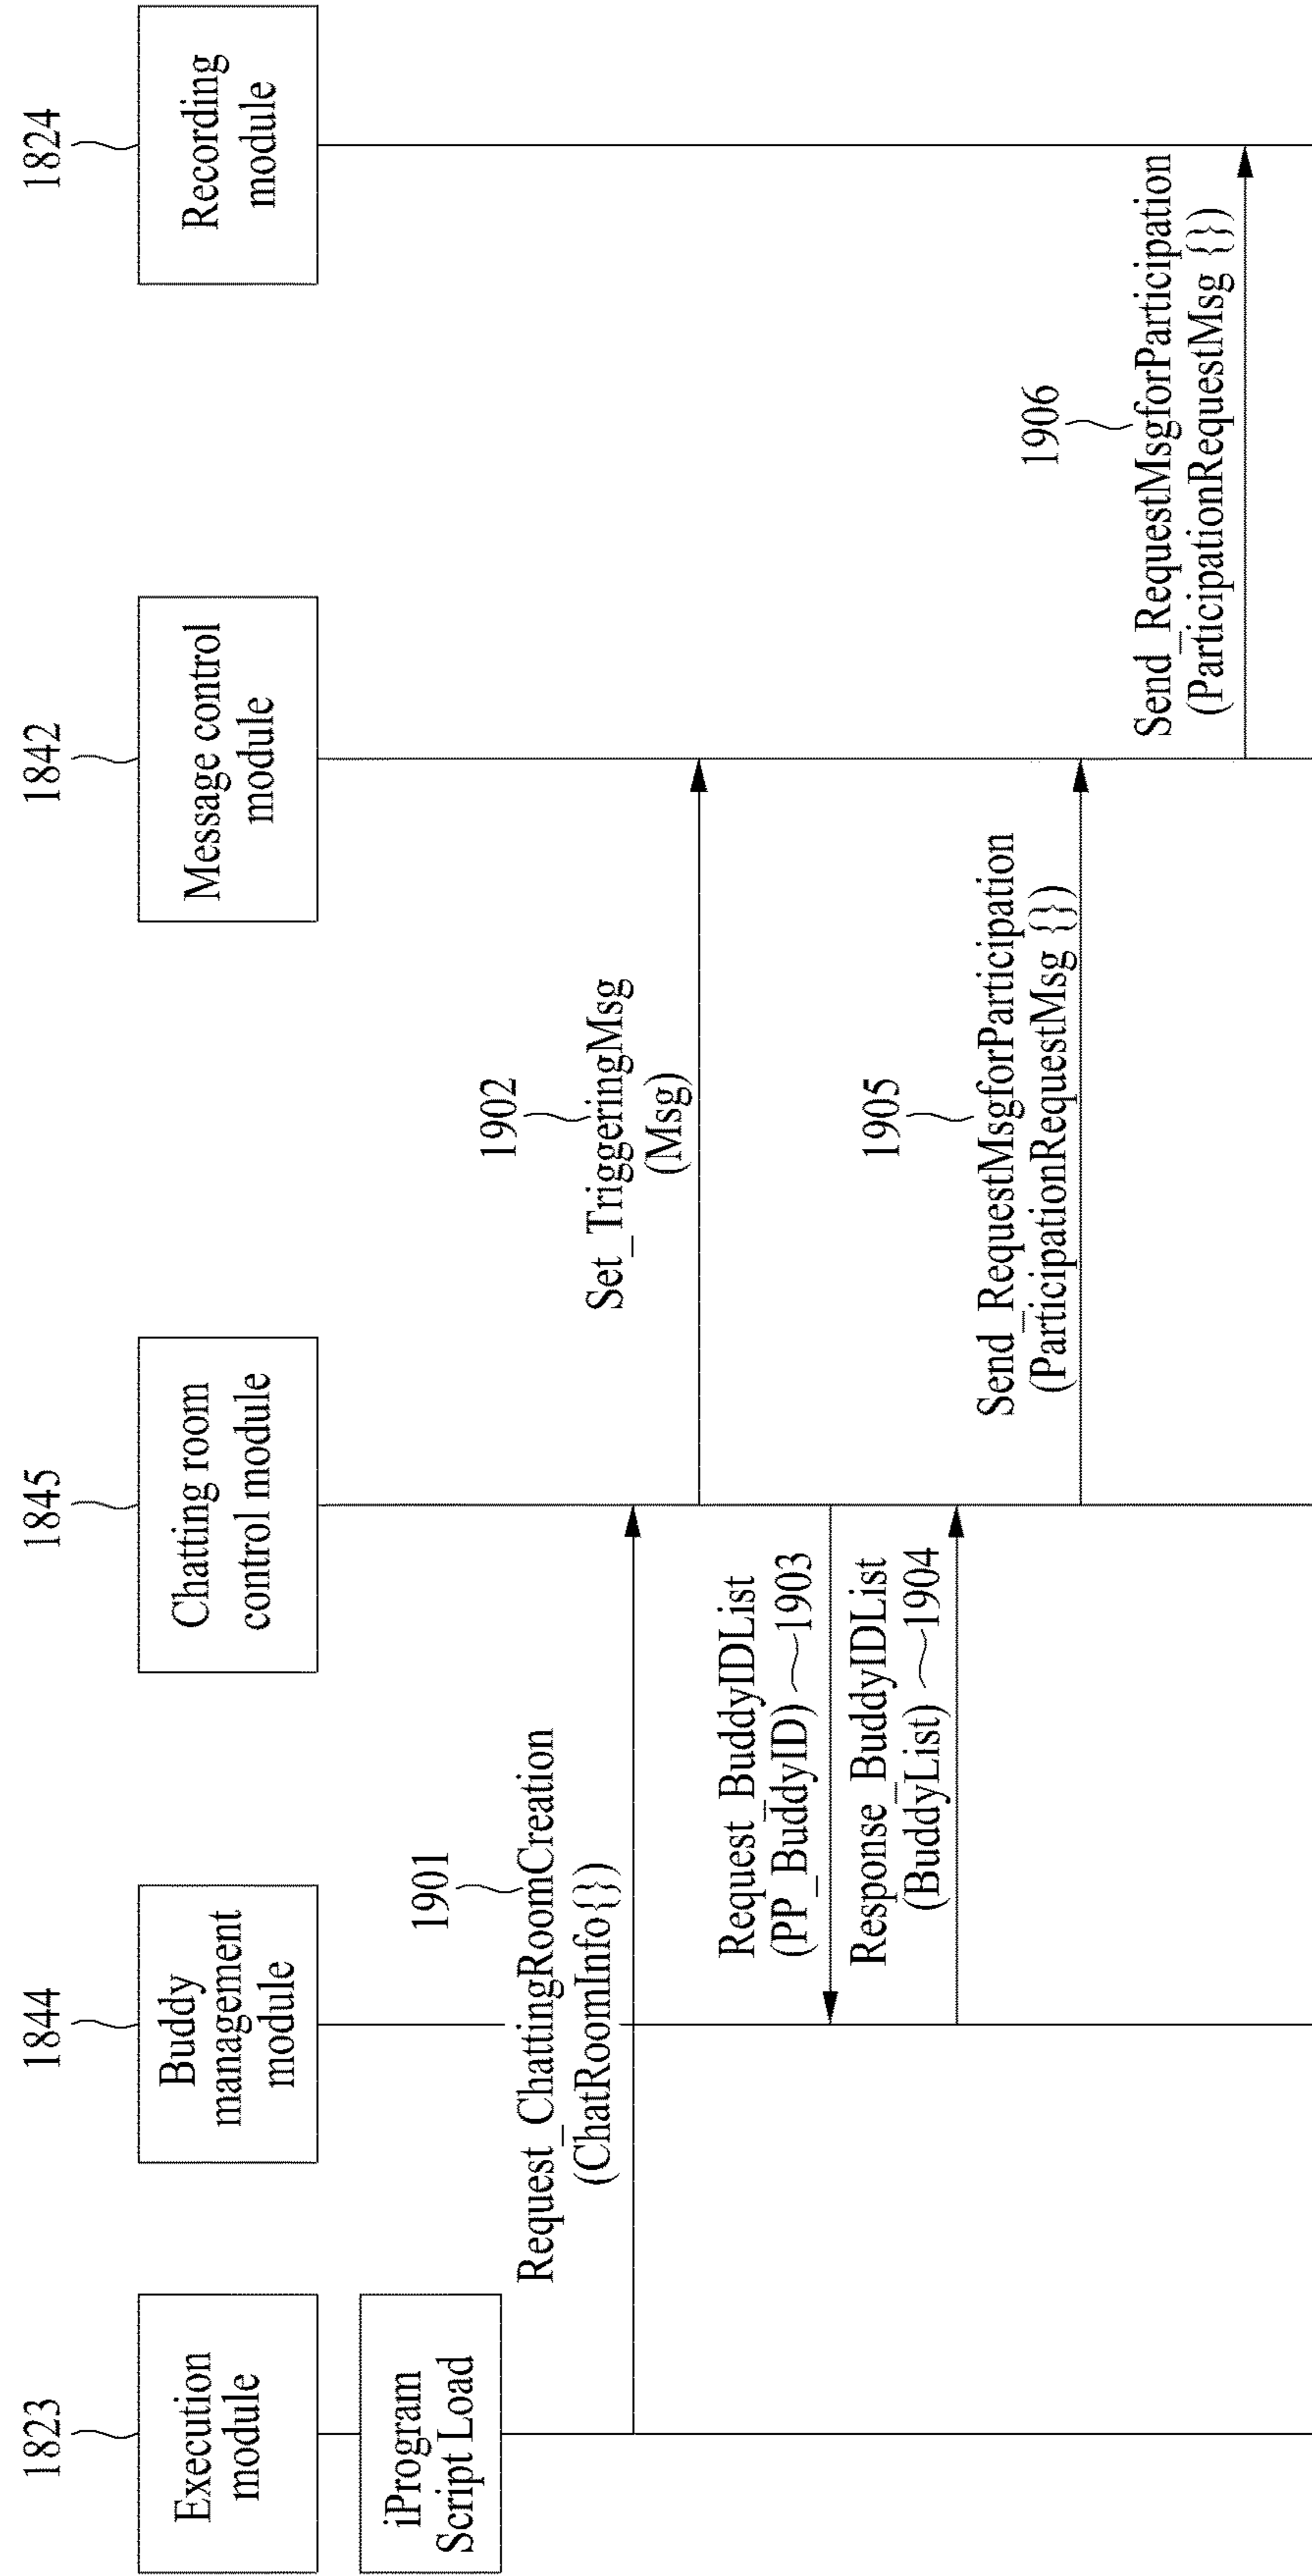 1823
Execution
module
iProgram
Script Load
1844
Buddy
management
module
1845
Chatting room
control module
1842
Message control
module
1824
Recording
module
1901
Request_ChattingRoomCreation
(ChatRoomInfo{})
1902
Set_TriggeringMsg
(Msg)
Request_BuddyIDList
(PP_BuddyID)
1903
Response_BuddyIDList
(BuddyList)
1904
1905
Send_RequestMsgforParticipation
(ParticipationRequestMsg {})
1906
Send_RequestMsgforParticipation
(ParticipationRequestMsg {})